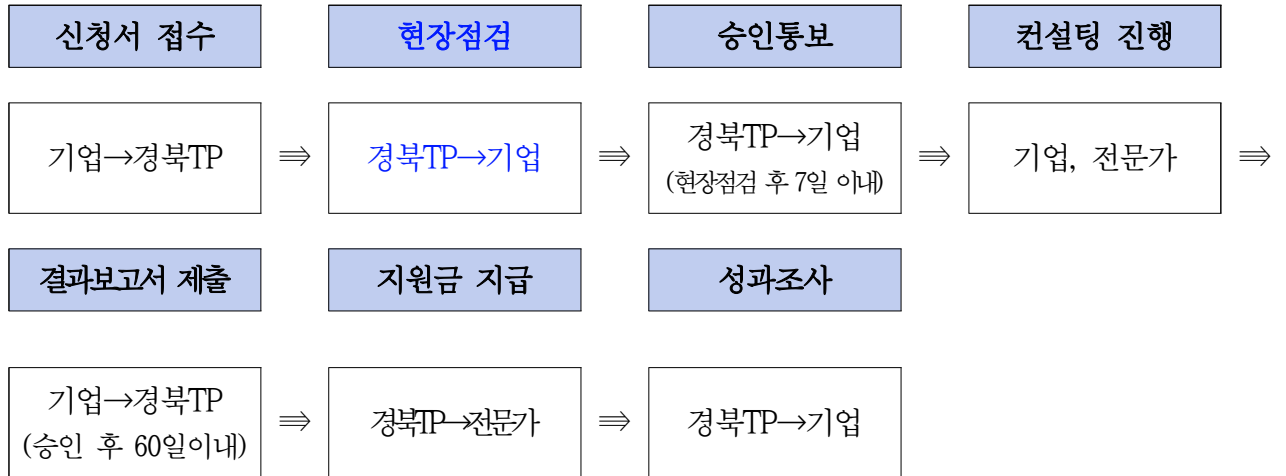 신청서 접수
현장점검
승인통보
컨설팅 진행
기업→경북TP
⇛
경북TP→기업
⇛
경북TP→기업
(현장점검 후 7일 이내)
⇛
기업, 전문가
⇛
결과보고서 제출
지원금 지급
성과조사
기업→경북TP
(승인 후 60일이내)
⇛
경북TP→전문가
⇛
경북TP→기업